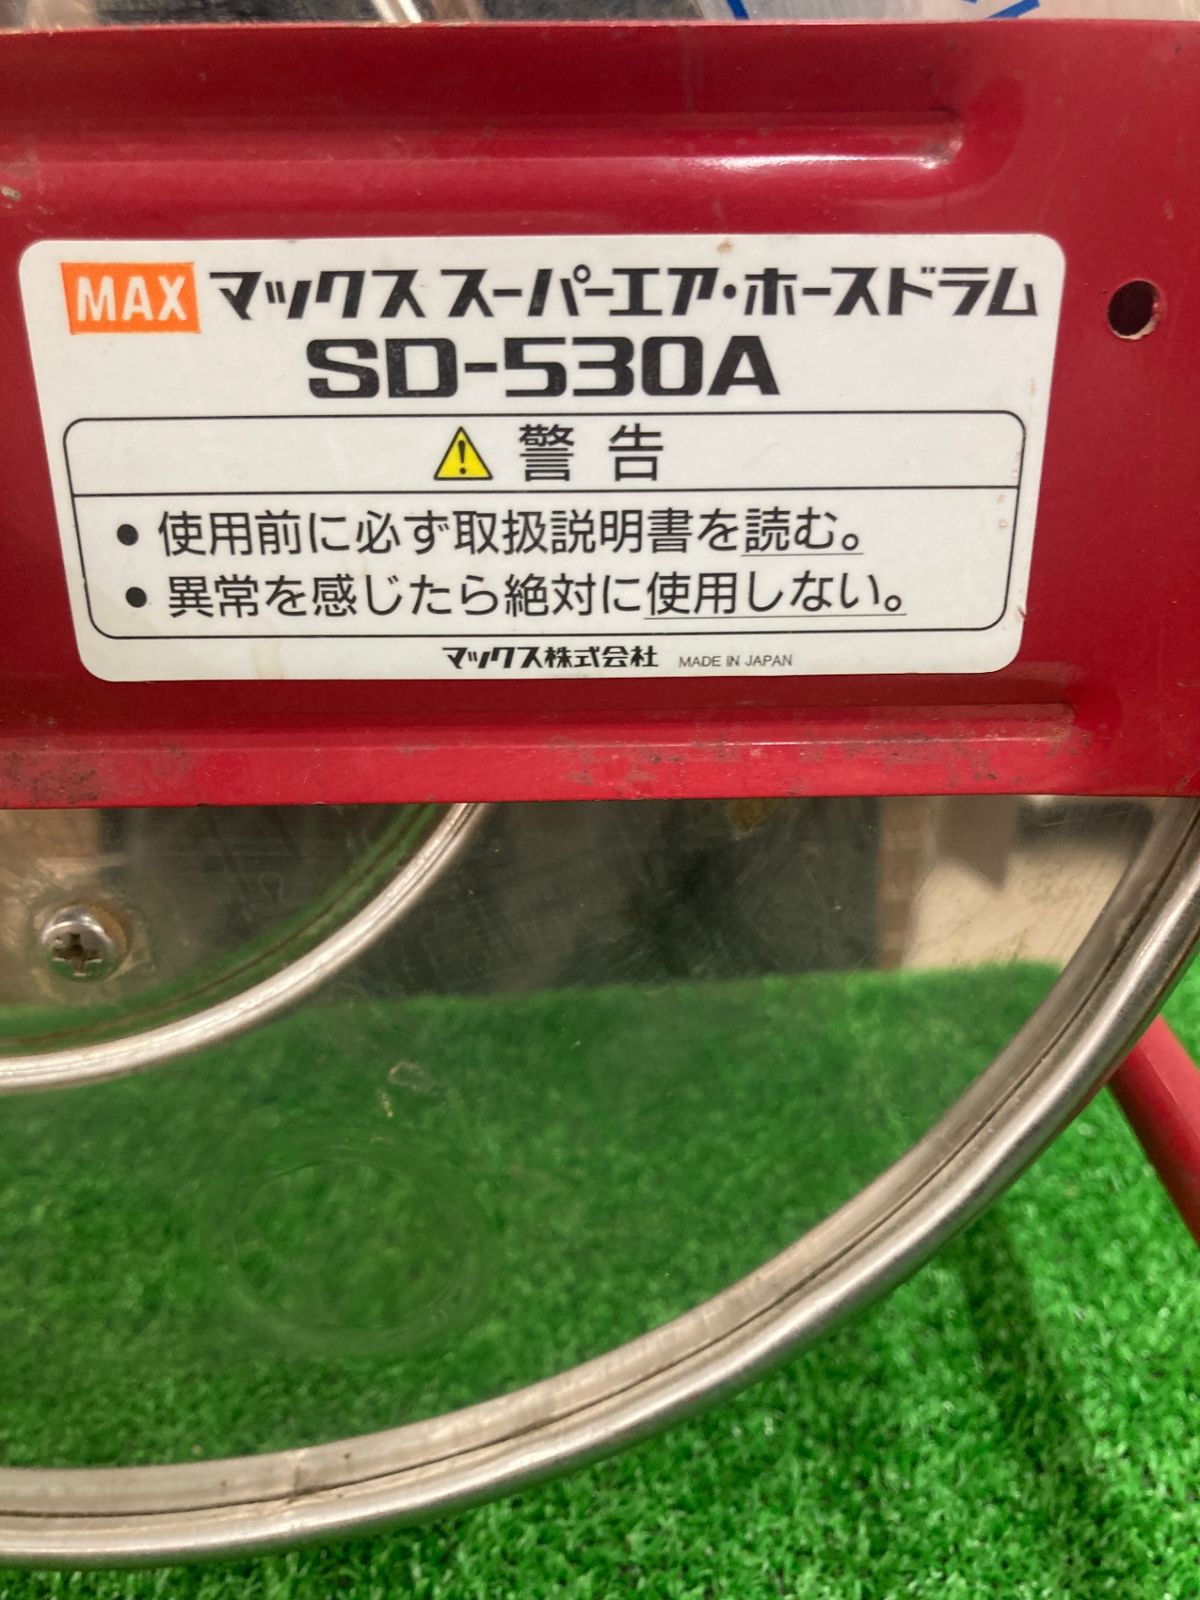 MAX マックス スーパーエア・ホースドラム
SD-530A
警告
• 使用前に必ず取扱説明書を読む。
• 異常を感じたら絶対に使用しない。
マックス株式会社 MADE IN JAPAN